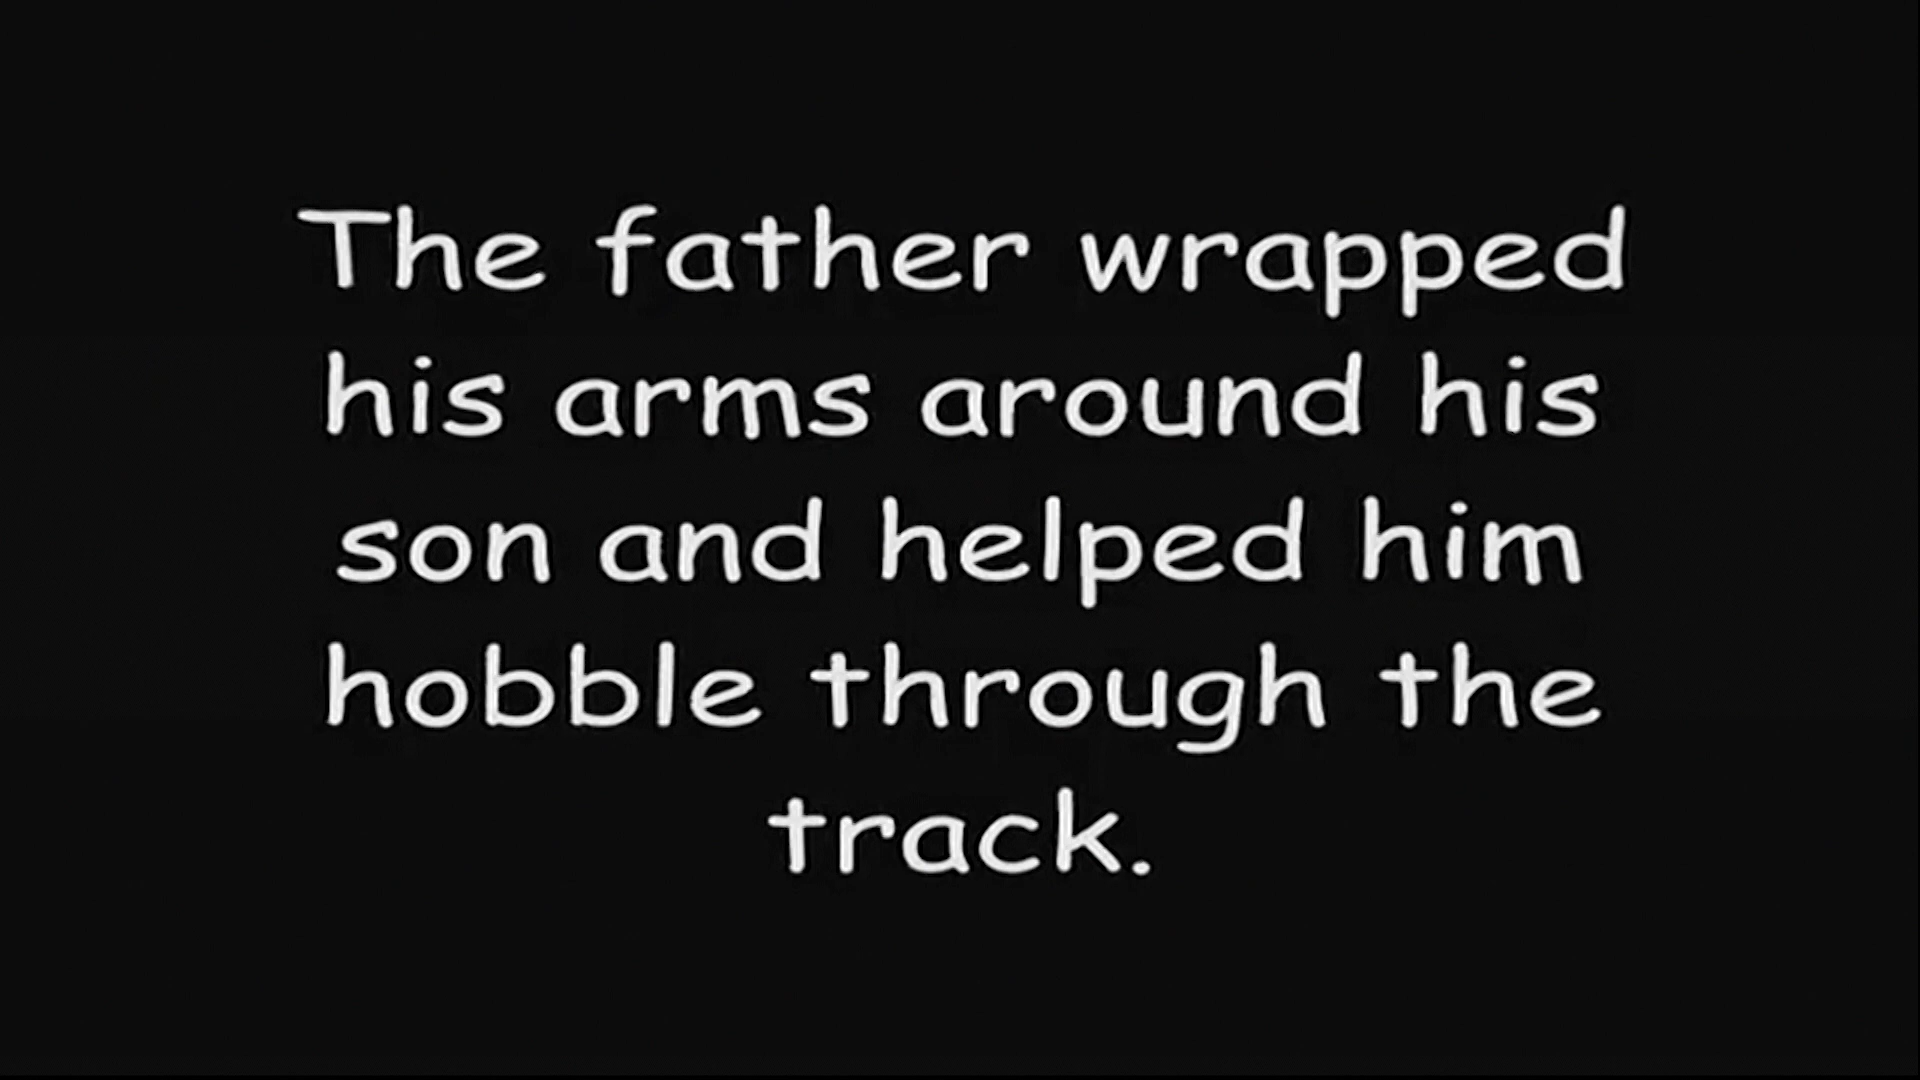 The father wrapped
his arms around his
son and helped him
hobble through the
track.